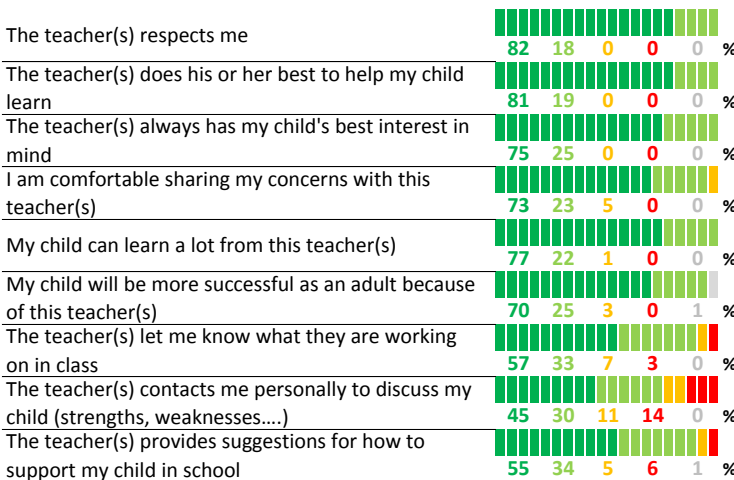 The teacher(s) respects me
82 18 0 0 0 %
The teacher(s) does his or her best to help my child
learn
81 19 0 0 0 %
The teacher(s) always has my child's best interest in
mind
75 25 0 0 0 %
I am comfortable sharing my concerns with this
teacher(s)
73 23 5 0 0 %
My child can learn a lot from this teacher(s)
77 22 1 0 0 %
My child will be more successful as an adult because
of this teacher(s)
70 25 3 0 1 %
The teacher(s) let me know what they are working
on in class
57 33 7 3 0 %
The teacher(s) contacts me personally to discuss my
child (strengths, weaknesses....)
45 30 11 14 0 %
The teacher(s) provides suggestions for how to
support my child in school
55 34 5 6 1 %